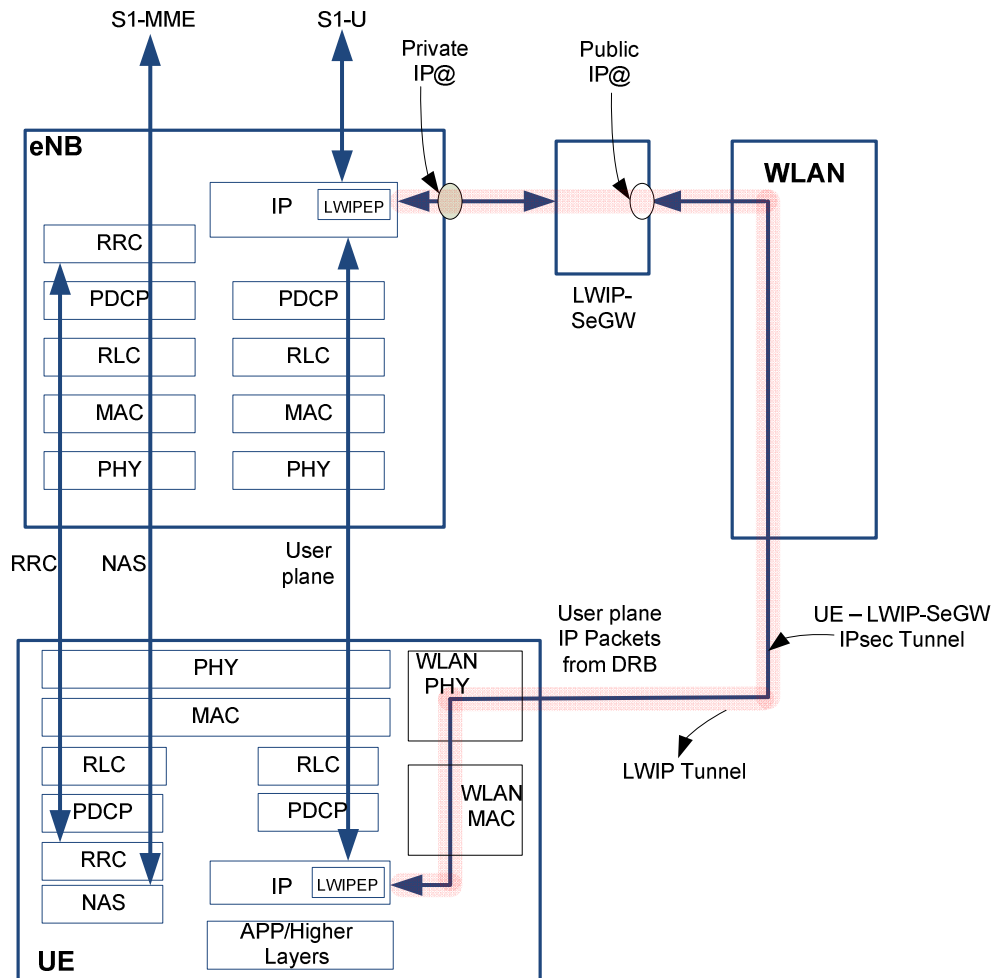 S1-MME
S1-U
Private
IP@
Public
IP@
eNB
WLAN
IP
LWIPEP
RRC
PDCP
PDCP
LWIP-
SeGW
RLC
RLC
MAC
MAC
PHY
PHY
RRC
NAS
User
plane
User plane
IP Packets
from DRB
UE – LWIP-SeGW
IPsec Tunnel
PHY
WLAN
PHY
MAC
LWIP Tunnel
RLC
RLC
WLAN
MAC
PDCP
PDCP
RRC
IP
LWIPEP
NAS
APP/Higher
Layers
UE